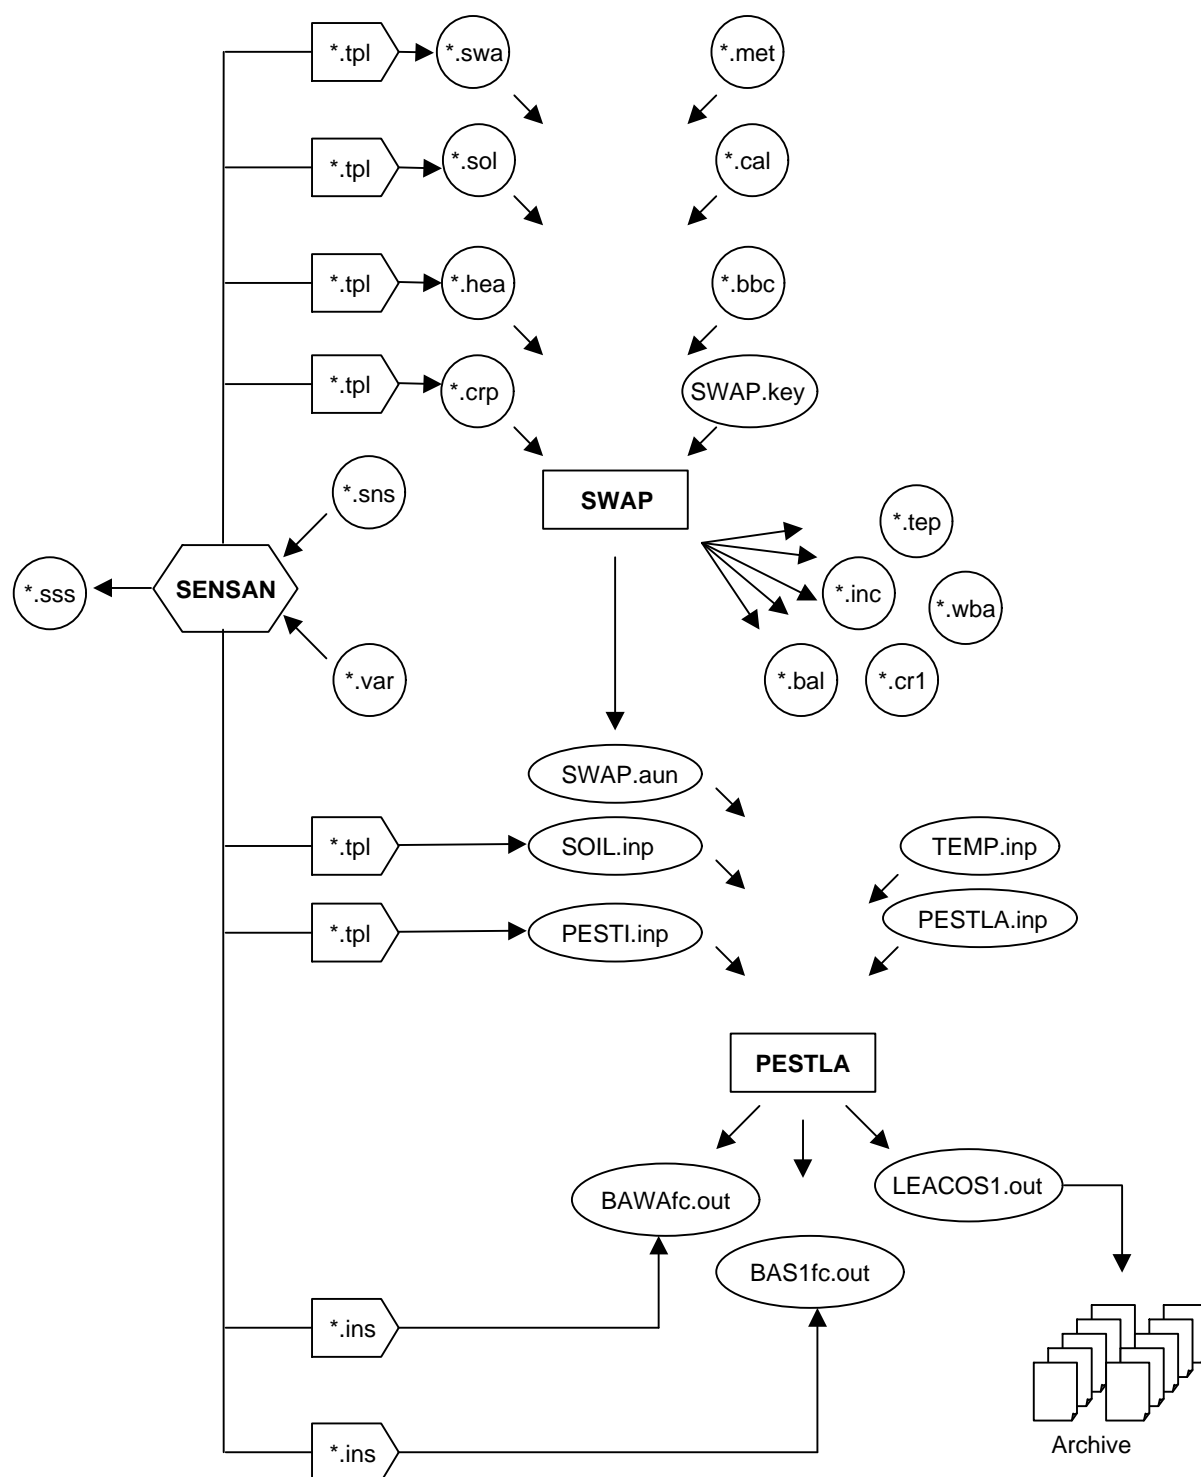 *.tpl
*.swa
*.met
*.tpl
*.sol
*.cal
*.tpl
*.hea
*.bbc
*.tpl
*.crp
SWAP.key
*.sns
SWAP
*.tep
*.sss
SENSAN
*.inc
*.wba
*.var
*.bal
*.cr1
SWAP.aun
*.tpl
SOIL.inp
TEMP.inp
*.tpl
PESTI.inp
PESTLA.inp
PESTLA
BAWAfc.out
LEACOS1.out
BAS1fc.out
*.ins
*.ins
Archive